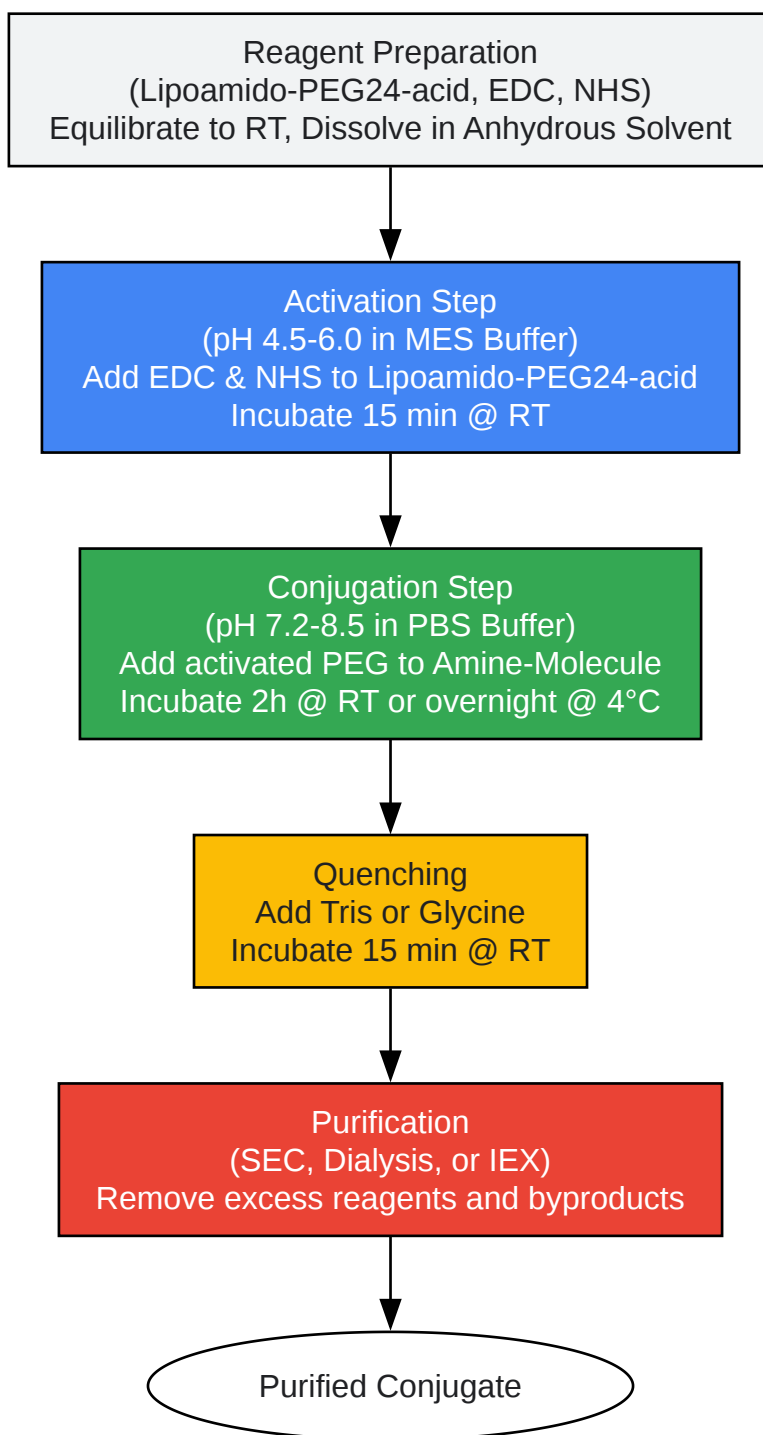 Reagent Preparation
(Lipoamido-PEG24-acid, EDC, NHS)
Equilibrate to RT, Dissolve in Anhydrous Solvent
Activation Step
(pH 4.5-6.0 in MES Buffer)
Add EDC & NHS to Lipoamido-PEG24-acid
Incubate 15 min @ RT
Conjugation Step
(pH 7.2-8.5 in PBS Buffer)
Add activated PEG to Amine-Molecule
Incubate 2h @ RT or overnight @ 4°C
Quenching
Add Tris or Glycine
Incubate 15 min @ RT
Purification
(SEC, Dialysis, or IEX)
Remove excess reagents and byproducts
Purified Conjugate